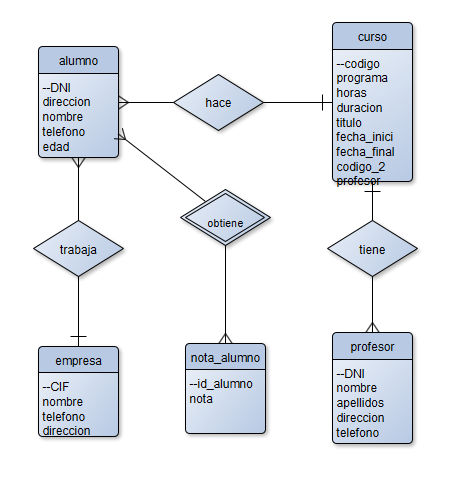 alumno
--DNI
direccion
nombre
telefono
edad
hace
curso
--codigo
programa
horas
duracion
titulo
fecha_inici
fecha_final
codigo_2
profesor
trabaja
obtiene
tiene
empresa
--CIF
nombre
telefono
direccion
nota_alumno
--id_alumno
nota
profesor
--DNI
nombre
apellidos
direccion
telefono